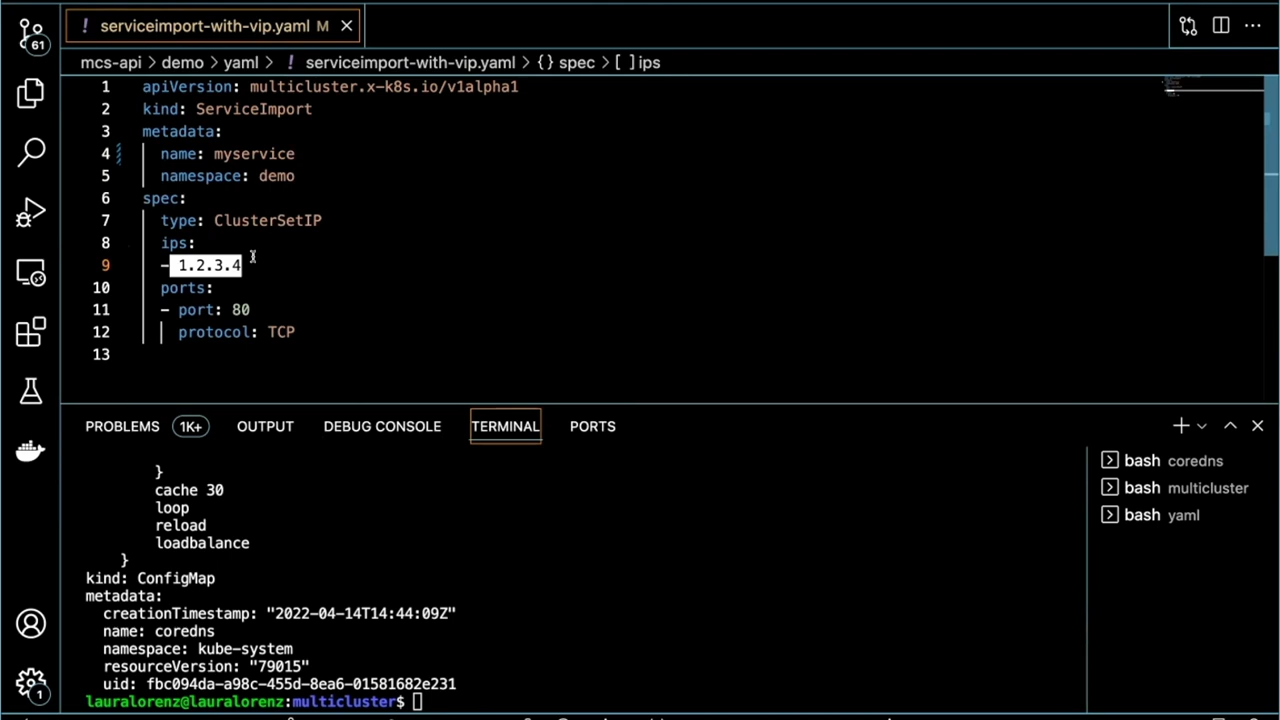 serviceimport-with-vip.yaml M
mcs-api > demo > yaml > ! serviceimport-with-vip.yaml > {} spec > [ ] ips
61
1 apiVersion: multicluster.x-k8s.io/v1alpha1
2 kind: ServiceImport
3 metadata:
4 name: myservice
5 namespace: demo
6 spec:
7 type: ClusterSetIP
8 ips:
9 - 1.2.3.4
10 ports:
11 - port: 80
12 protocol: TCP
13
PROBLEMS 1K+ OUTPUT DEBUG CONSOLE TERMINAL PORTS
}
cache 30
loop
reload
loadbalance
}
kind: ConfigMap
metadata:
creationTimestamp: "2022-04-14T14:44:09Z"
name: coredns
namespace: kube-system
resourceVersion: "79015"
uid: fbc094da-a98c-455d-8ea6-01581682e231
lauralorenz@lauralorenz:multicluster$
bash coredns
bash multicluster
bash yaml
1